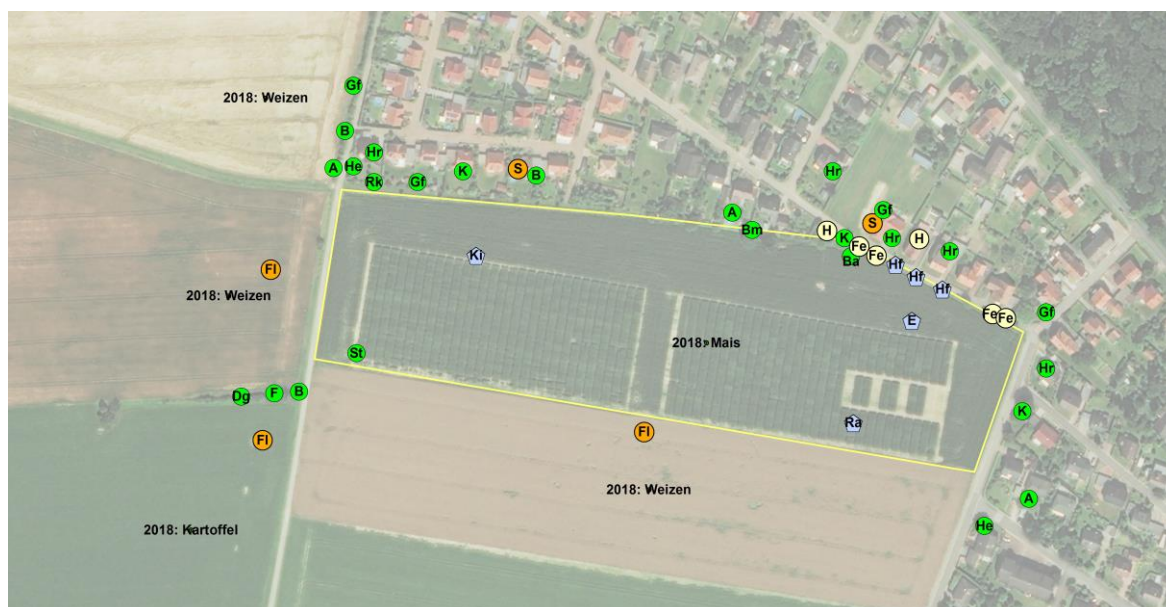 Gf
2018: Weizen
B
Hr
A
He
Rk
Gf
K
S
B
Hr
A
Bm
Gf
S
H
K
Hr
H
Fe
Fe
Ba
Hr
Ki
Hf
Hf
Hf
Fl
2018: Weizen
E
Fe
Fe
Gf
2018: Mais
St
Hr
Dg
F
B
K
Ra
Fl
Fl
2018: Weizen
A
2018: Kartoffel
He